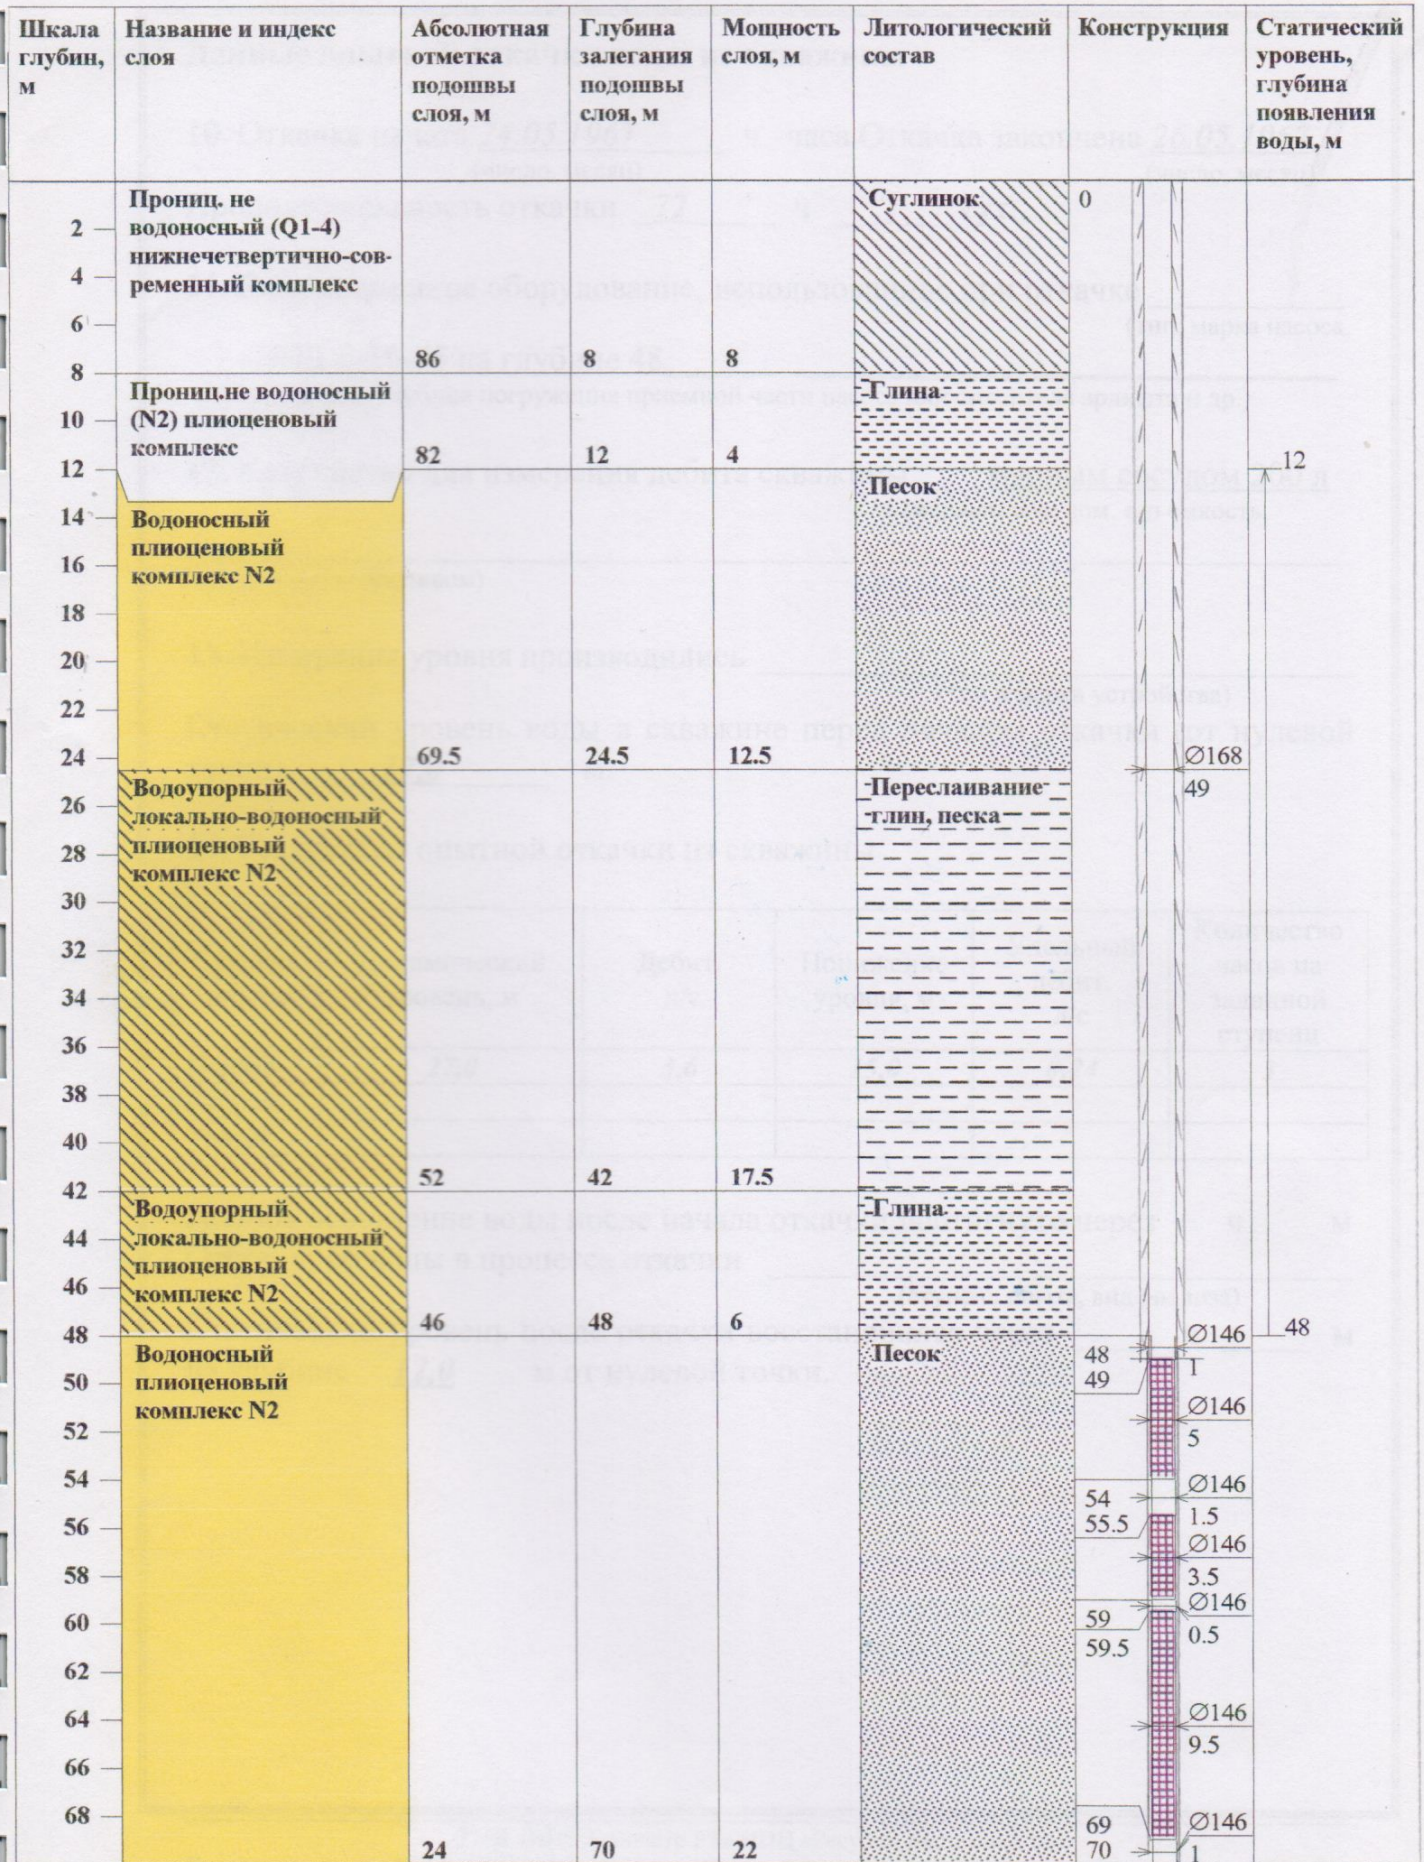 Шкала глубин, м
Название и индекс слоя
Абсолютная отметка подошвы слоя, м
Глубина залегания подошвы слоя, м
Мощность слоя, м
Литологический состав
Конструкция
Статический уровень, глубина появления воды, м
Прониц. не
водоносный (Q1-4)
нижнечетвертично-сов-
ременный комплекс
86 8 8
Суглинок
0
2
4
6
8
Прониц.не водоносный
(N2) плиоценовый
комплекс
82 12 4
Глина
10
12
12
Водоносный
плиоценовый
комплекс N2
69.5 24.5 12.5
Песок
14
16
18
20
22
24
Ø168
49
Водоупорный
локально-водоносный
плиоценовый
комплекс N2
52 42 17.5
Переслаивание
глин, песка
26
28
30
32
34
36
38
40
42
Водоупорный
локально-водоносный
плиоценовый
комплекс N2
46 48 6
Глина
44
46
48
48
Водоносный
плиоценовый
комплекс N2
24 70 22
Песок
50
52
54
56
58
60
62
64
66
68
48
49
Ø146
1
Ø146
5
54
55.5
Ø146
1.5
Ø146
3.5
59
59.5
Ø146
0.5
Ø146
9.5
69
70
Ø146
1